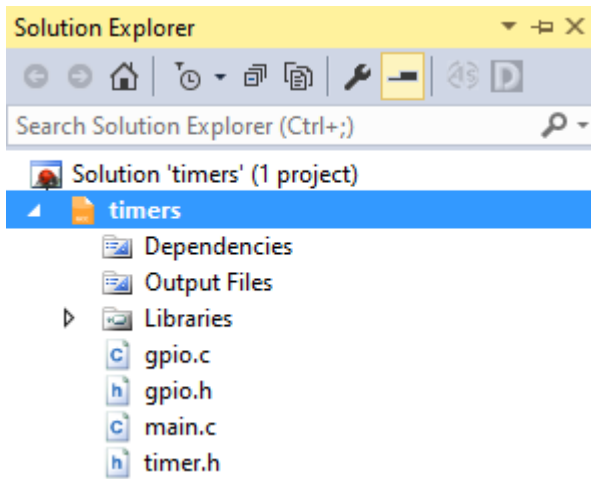 Solution Explorer
Search Solution Explorer (Ctrl+;)
Solution 'timers' (1 project)
timers
Dependencies
Output Files
Libraries
c gpio.c
h gpio.h
c main.c
h timer.h